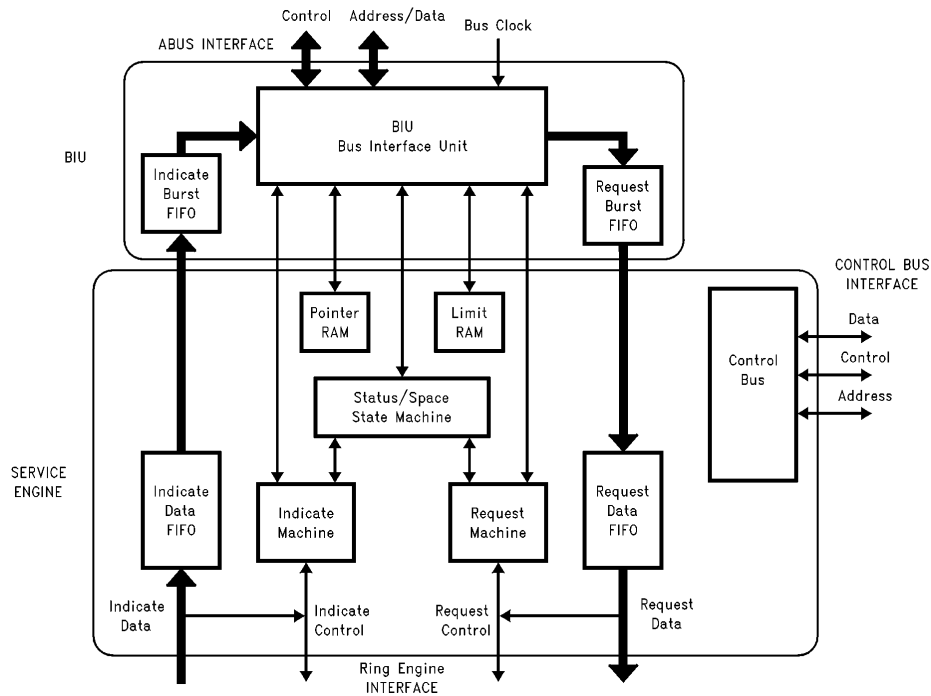 Control
Address/Data
Bus Clock
ABUS INTERFACE
BIU
BIU
Bus Interface Unit
Indicate
Burst
FIFO
Request
Burst
FIFO
CONTROL BUS
INTERFACE
Pointer
RAM
Limit
RAM
Data
Control
Address
Control
Bus
Status/Space
State Machine
SERVICE
ENGINE
Indicate
Data
FIFO
Indicate
Machine
Request
Machine
Request
Data
FIFO
Indicate
Data
Indicate
Control
Request
Control
Request
Data
Ring Engine
INTERFACE